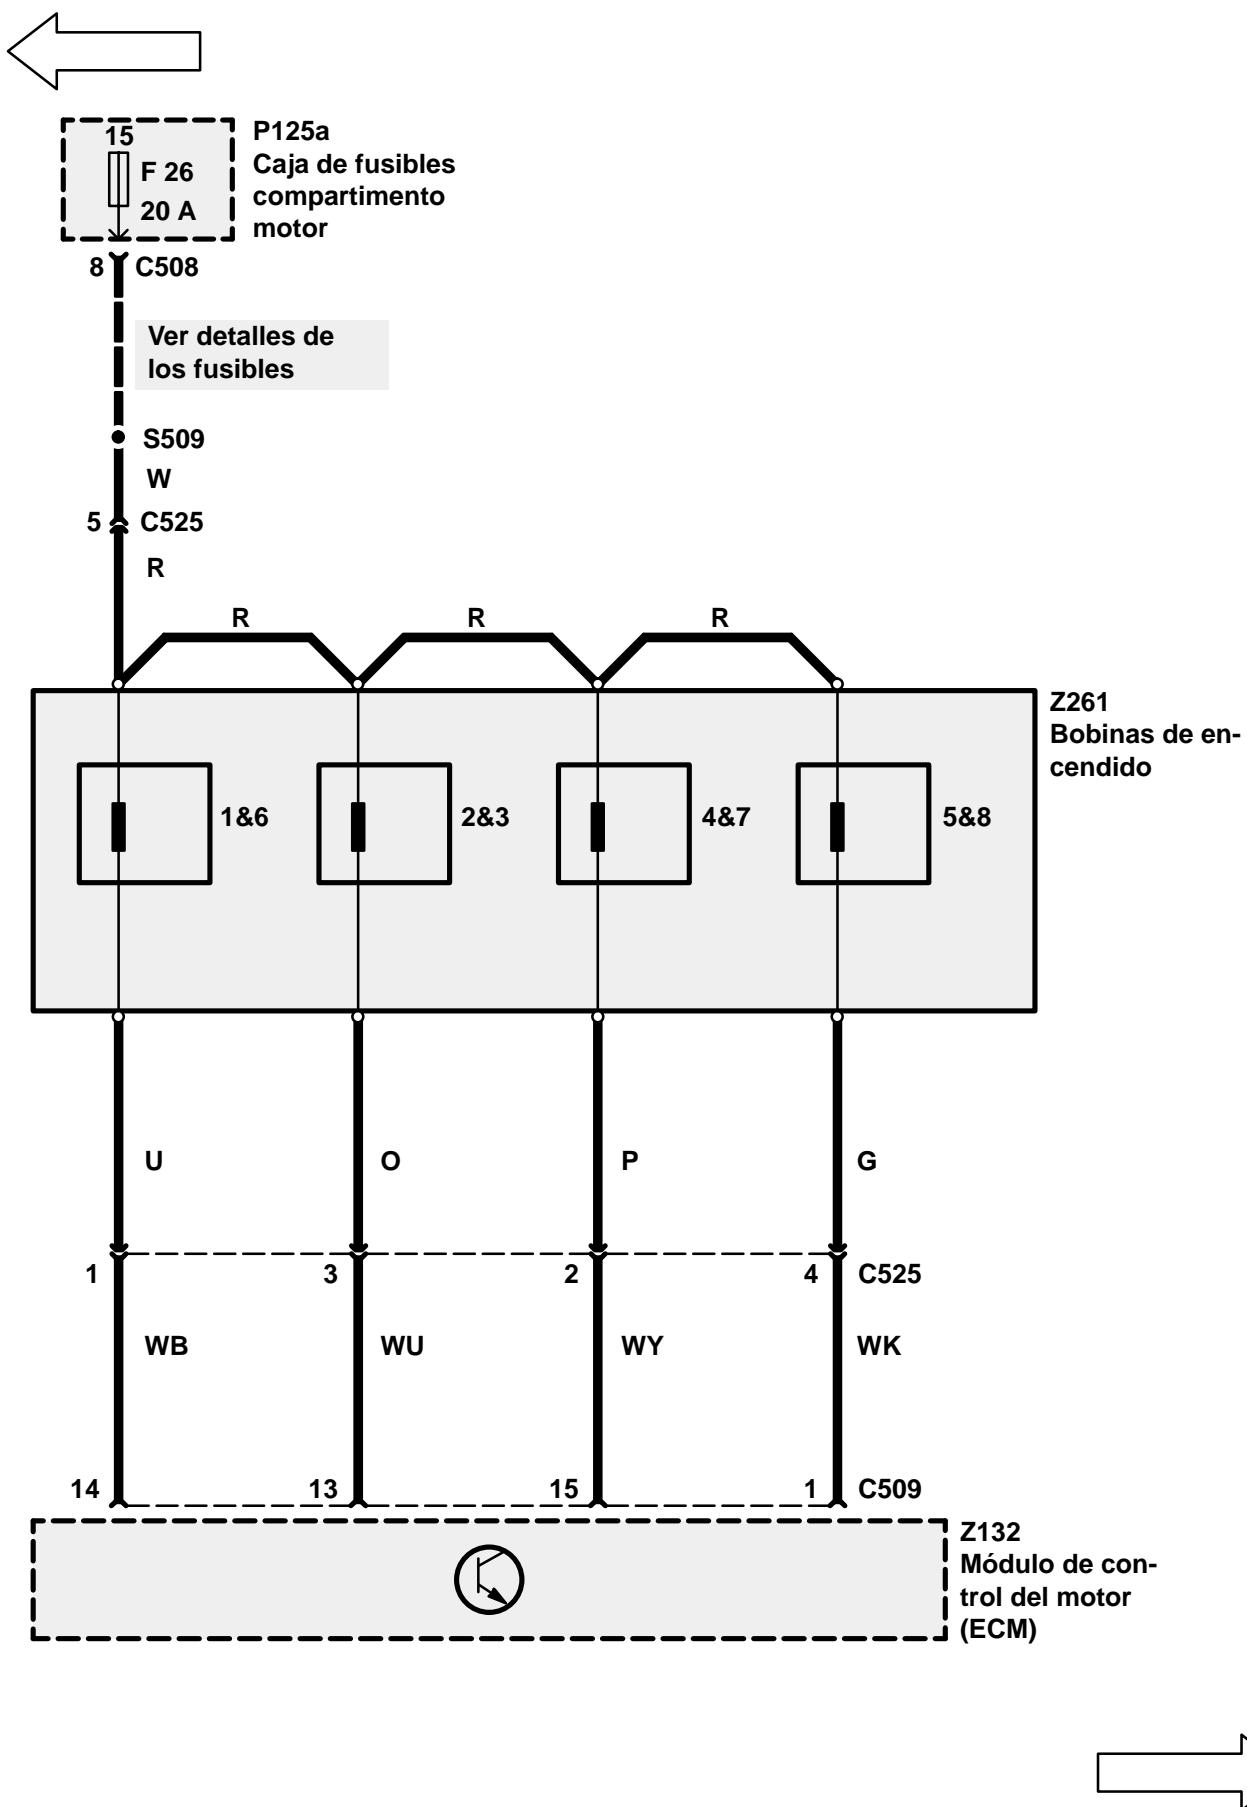 15
F 26
20 A
P125a
Caja de fusibles
compartimento
motor
8 C508
Ver detalles de
los fusibles
S509
W
5 C525
R
R R R
Z261
Bobinas de en-
cendido
1&6 2&3 4&7 5&8
U O P G
1 3 2 4 C525
WB WU WY WK
14 13 15 1 C509
Z132
Módulo de con-
trol del motor
(ECM)